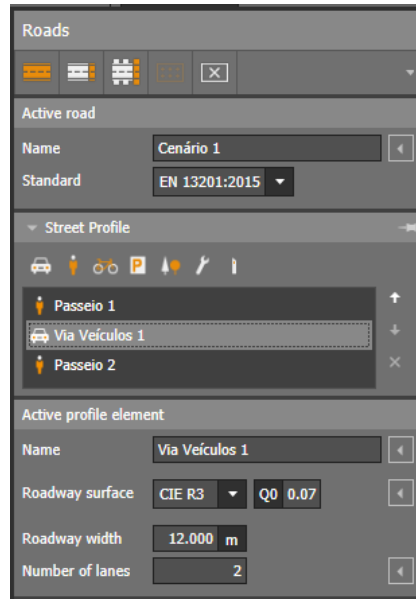 Roads
Active road
Name Cenário 1
Standard EN 13201:2015
Street Profile
P
Passeio 1
Via Veículos 1
Passeio 2
Active profile element
Name Via Veículos 1
Roadway surface CIE R3 Q0 0.07
Roadway width 12.000 m
Number of lanes 2